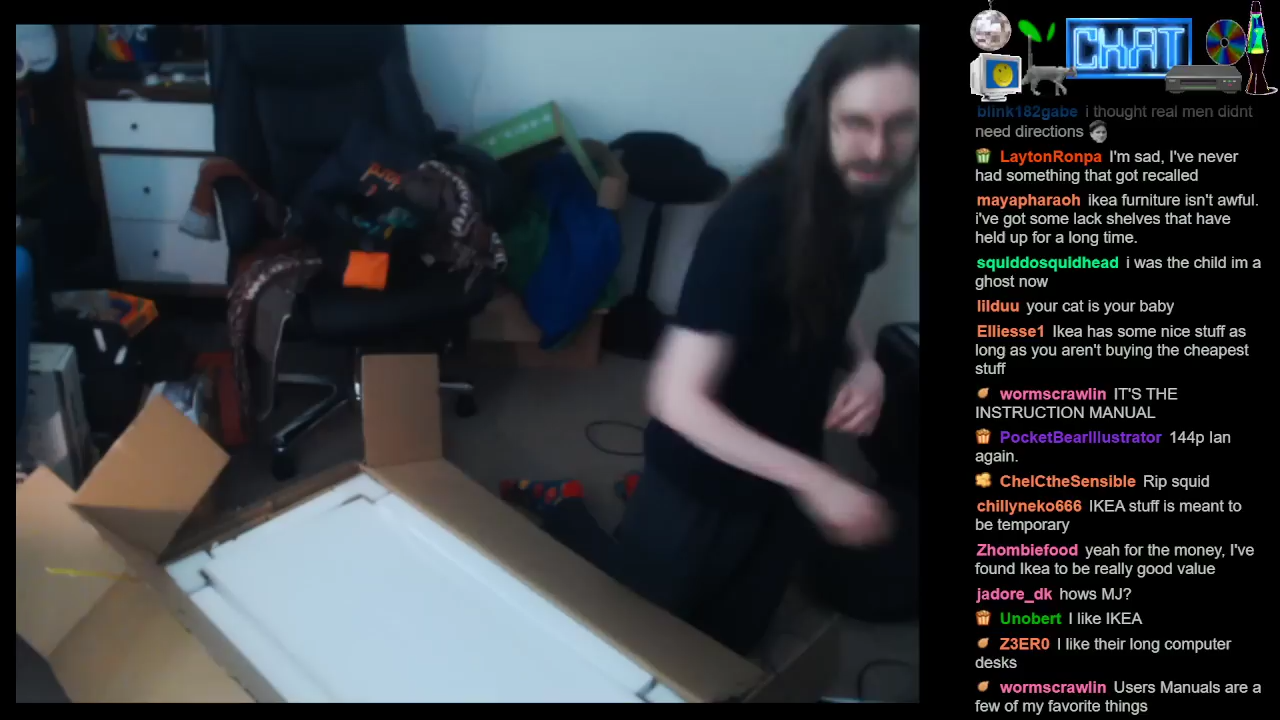 CHAT
blink182gabe i thought real men didnt
need directions
LaytonRonpa I'm sad, I've never
had something that got recalled
mayapharaoh ikea furniture isn't awful.
i've got some lack shelves that have
held up for a long time.
squiddosquidhead i was the child im a
ghost now
lilduu your cat is your baby
Elliesse1 Ikea has some nice stuff as
long as you aren't buying the cheapest
stuff
wormscrawlin IT'S THE
INSTRUCTION MANUAL
PocketBearIllustrator 144p Ian
again.
ChelCtheSensible Rip squid
chillyneko666 IKEA stuff is meant to
be temporary
Zhombiefood yeah for the money, I've
found Ikea to be really good value
jadore_dk hows MJ?
Unobert I like IKEA
Z3ER0 I like their long computer
desks
wormscrawlin Users Manuals are a
few of my favorite things